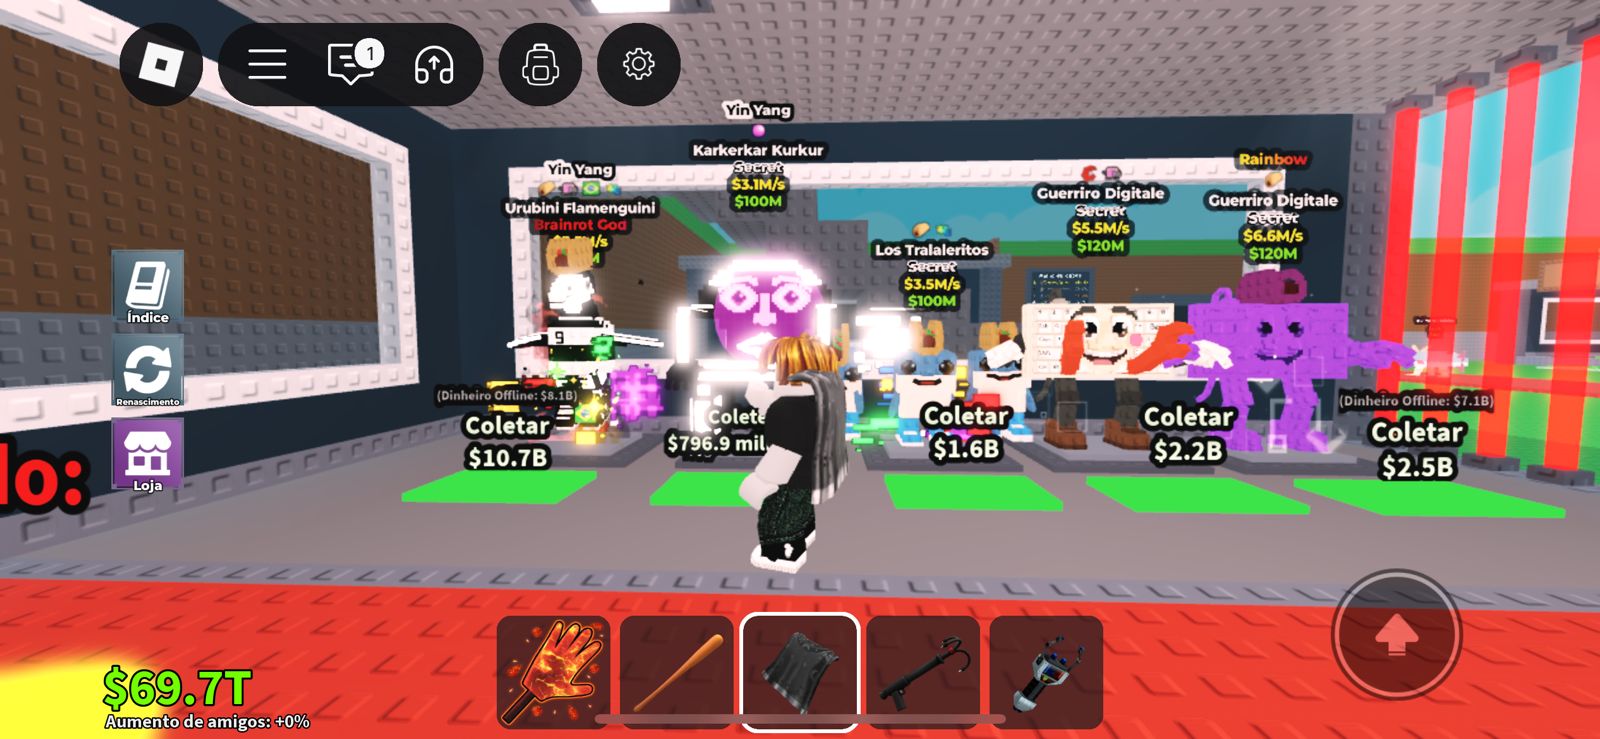 1
Yin Yang
Karkerkar Kurkur
Secret
$3.1M/s
$100M
Yin Yang
Urubini Flamenguini
Brainrot God
Los Tralaleritos
Secret
$3.5M/s
$100M
Guerriro Digitale
Secret
$5.5M/s
$120M
Rainbow
Guerriro Digitale
Secret
$6.6M/s
$120M
Índice
Renascimento
Loja
lo:
9
(Dinheiro Offline: $8.1B)
Coletar
$10.7B
Colet
$796.9 mil
Coletar
$1.6B
Coletar
$2.2B
(Dinheiro Offline: $7.1B)
Coletar
$2.5B
$69.7T
Aumento de amigos: +0%